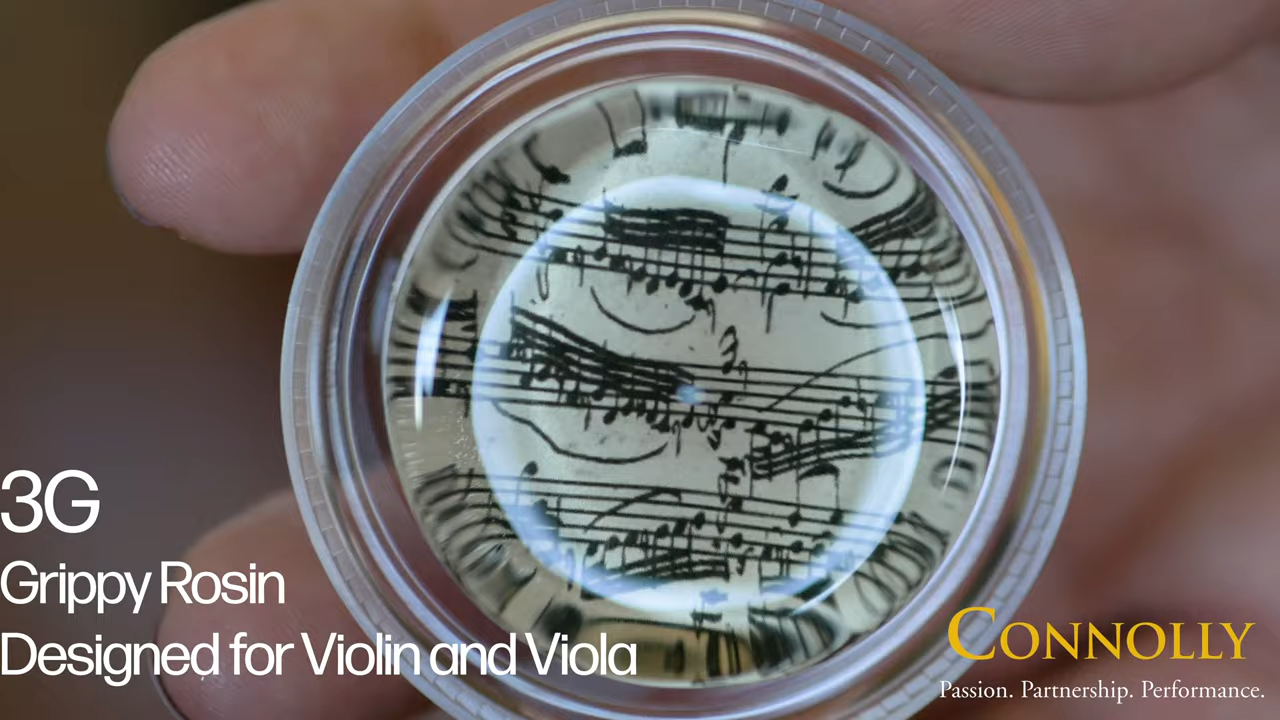 3G
Grippy Rosin
Designed for Violin and Viola
CONNOLLY
Passion. Partnership. Performance.